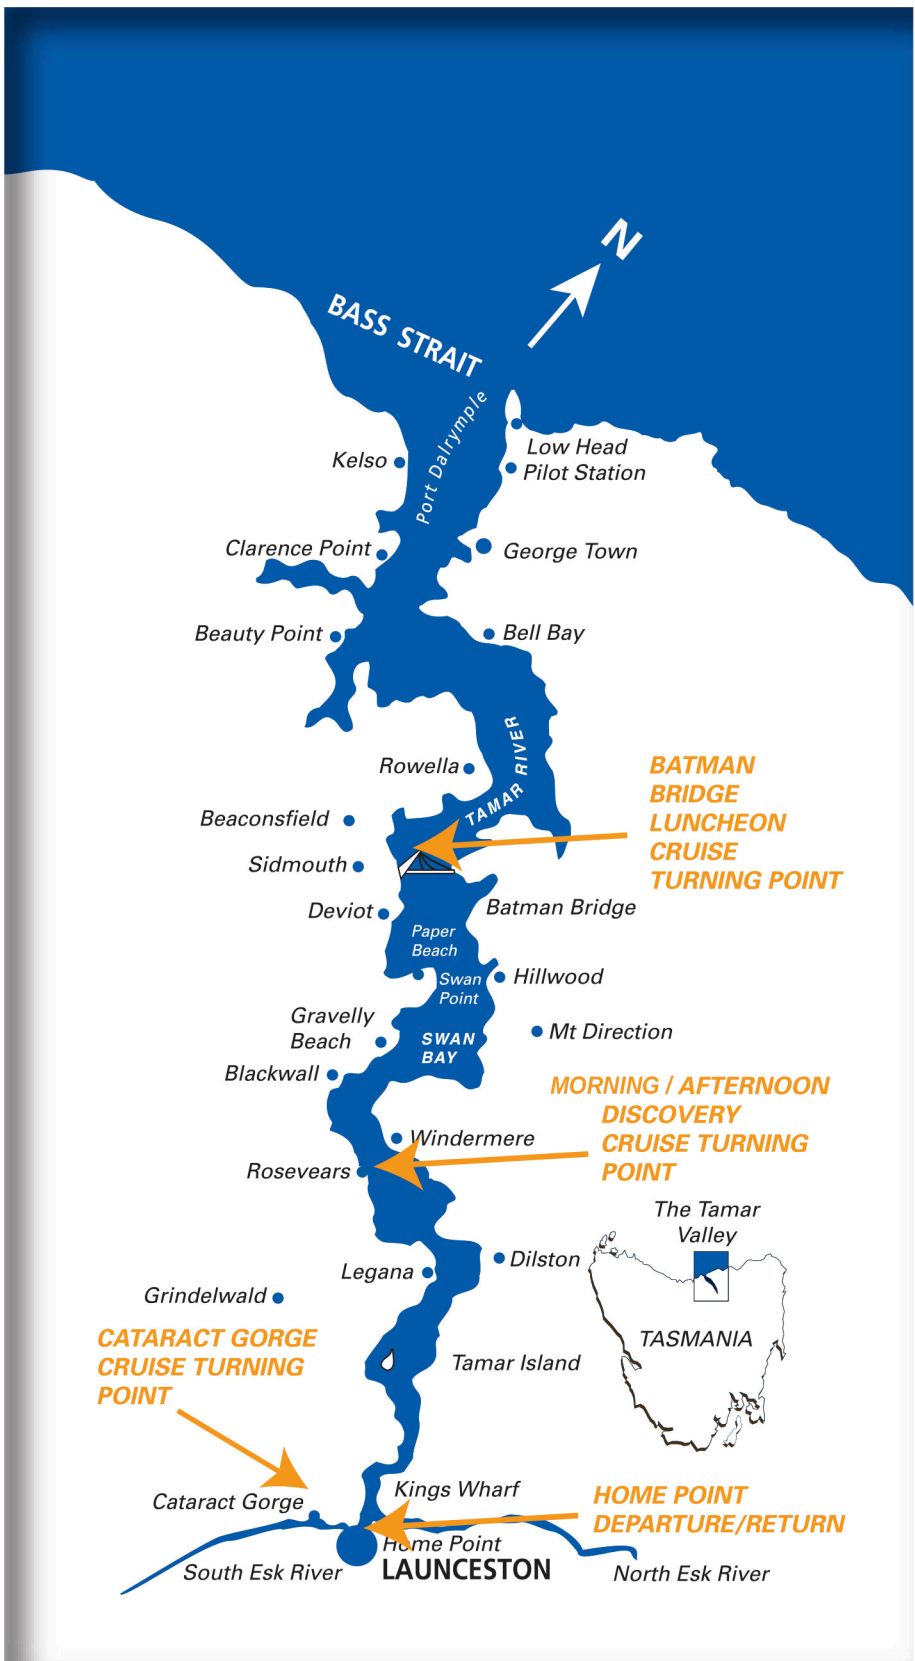 N
BASS STRAIT
Port Dalrymple
Low Head
Kelso
Pilot Station
Clarence Point
George Town
Beauty Point
Bell Bay
TAMAR RIVER
Rowella
BATMAN
BRIDGE
LUNCHEON
CRUISE
TURNING POINT
Beaconsfield
Sidmouth
Deviot
Batman Bridge
Paper
Beach
Swan
Point
Hillwood
Gravelly
Beach
SWAN
BAY
Mt Direction
Blackwall
MORNING / AFTERNOON
DISCOVERY
CRUISE TURNING
POINT
Windermere
Rosevears
The Tamar
Valley
Dilston
Legana
Grindelwald
TASMANIA
CATARACT GORGE
CRUISE TURNING
POINT
Tamar Island
Kings Wharf
Cataract Gorge
HOME POINT
DEPARTURE/RETURN
Home Point
LAUNCESTON
South Esk River
North Esk River